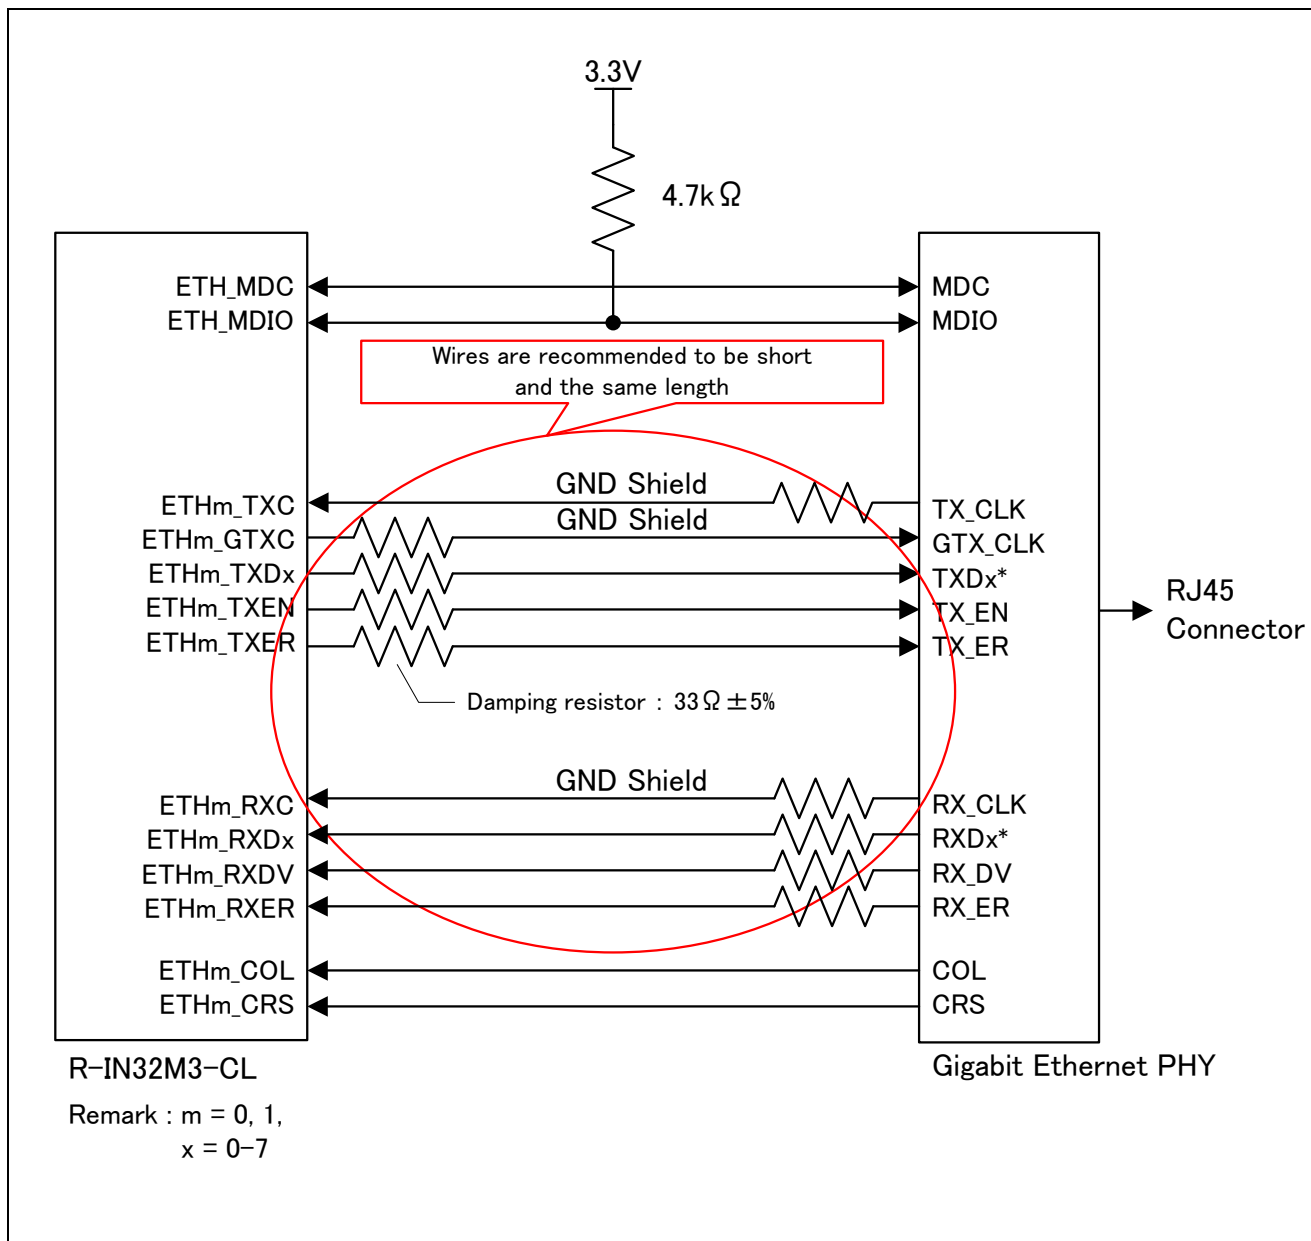 3.3V
4.7kΩ
ETH_MDC
MDC
ETH_MDIO
MDIO
Wires are recommended to be short
and the same length
GND Shield
ETHm_TXC
TX_CLK
GND Shield
ETHm_GTXC
GTX_CLK
ETHm_TXDx
TXDx*
ETHm_TXEN
TX_EN
ETHm_TXER
TX_ER
RJ45
Connector
Damping resistor : 33Ω±5%
GND Shield
ETHm_RXC
RX_CLK
ETHm_RXDx
RXDx*
ETHm_RXDV
RX_DV
ETHm_RXER
RX_ER
ETHm_COL
COL
ETHm_CRS
CRS
R-IN32M3-CL
Gigabit Ethernet PHY
Remark : m = 0, 1,
x = 0-7